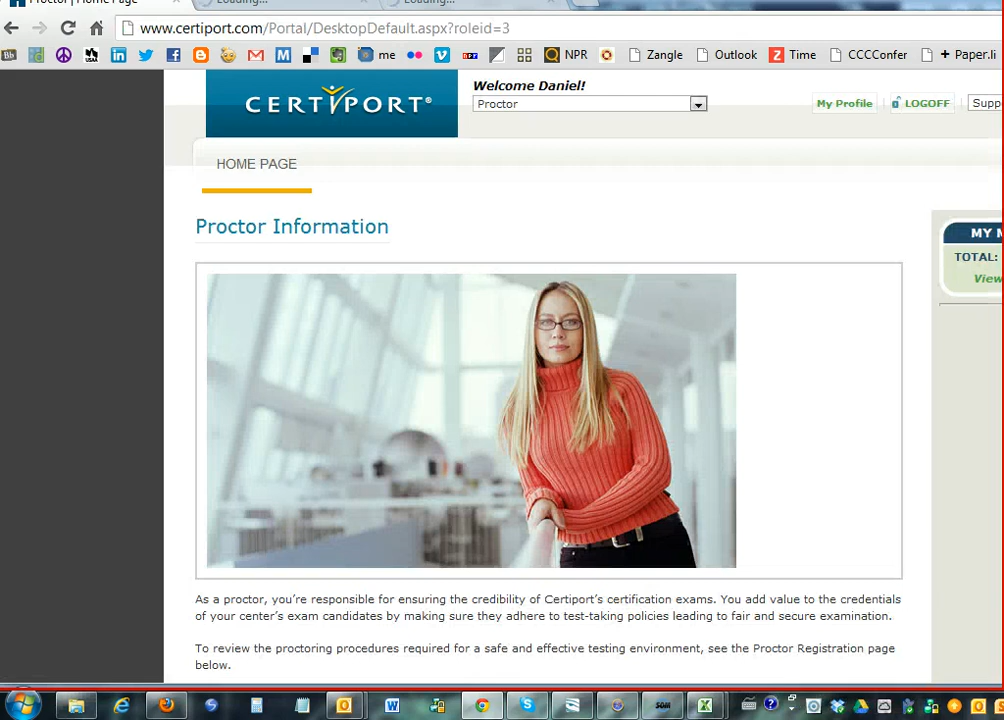 Proctor | Home Page
Loading...
Loading...
www.certiport.com/Portal/DesktopDefault.aspx?roleid=3
Bb
me
NPR
Zangle
Outlook
Time
CCCConfer
+ Paper.li
CERTIPORT®
Welcome Daniel!
Proctor
My Profile
LOGOFF
Supp
HOME PAGE
Proctor Information
MY M
TOTAL:
View
As a proctor, you’re responsible for ensuring the credibility of Certiport’s certification exams. You add value to the credentials
of your center’s exam candidates by making sure they adhere to test-taking policies leading to fair and secure examination.
To review the proctoring procedures required for a safe and effective testing environment, see the Proctor Registration page
below.